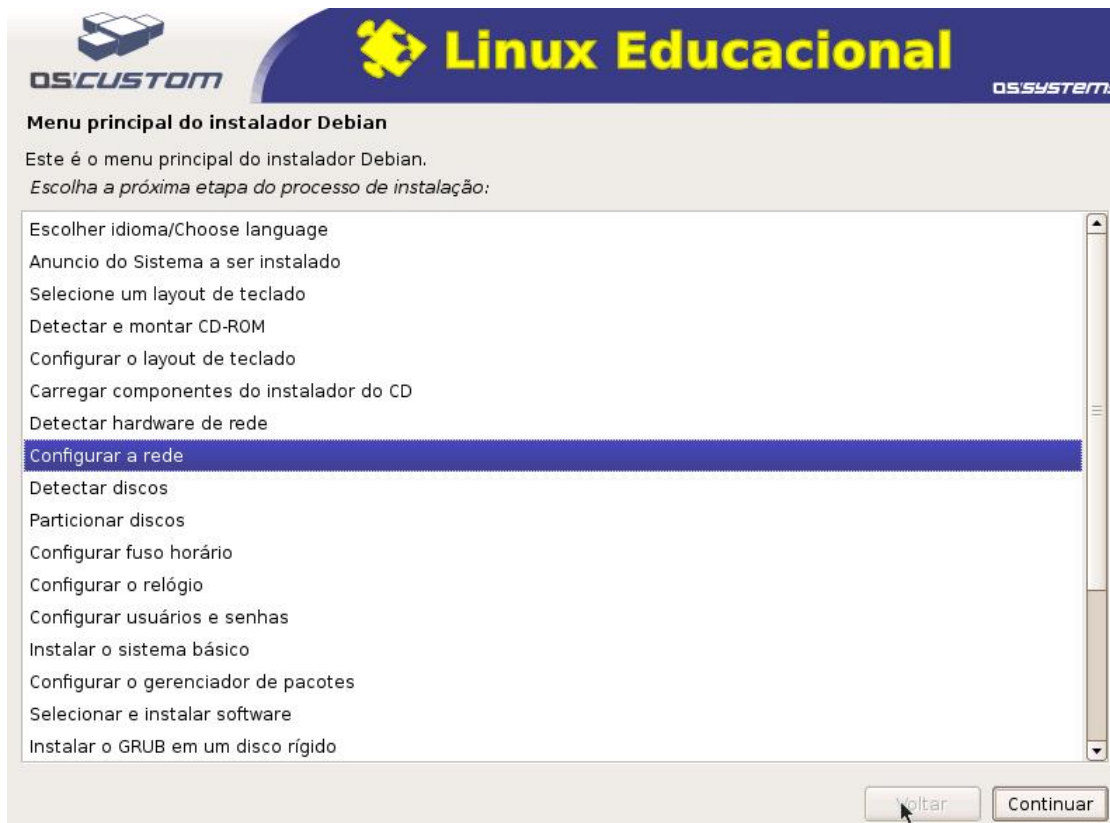 OS'CUSTOM
Linux Educacional
OS'SYSTEMS
Menu principal do instalador Debian
Este é o menu principal do instalador Debian.
Escolha a próxima etapa do processo de instalação:
Escolher idioma/Choose language
Anuncio do Sistema a ser instalado
Selecione um layout de teclado
Detectar e montar CD-ROM
Configurar o layout de teclado
Carregar componentes do instalador do CD
Detectar hardware de rede
Configurar a rede
Detectar discos
Particionar discos
Configurar fuso horário
Configurar o relógio
Configurar usuários e senhas
Instalar o sistema básico
Configurar o gerenciador de pacotes
Selecionar e instalar software
Instalar o GRUB em um disco rígido
Voltar
Continuar